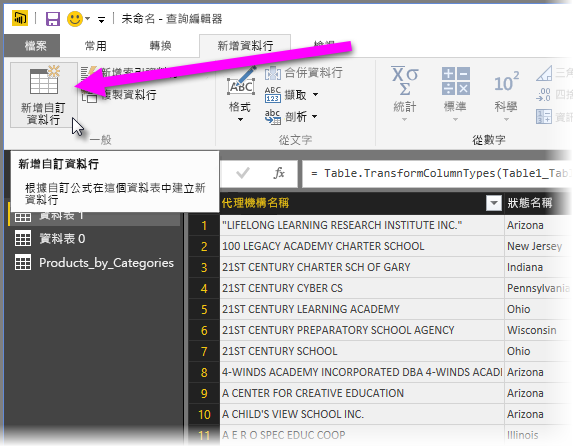 未命名 - 查詢編輯器
檔案 常用 轉換 新增資料行 檢視
新增自訂
資料行
新增索引資料行
複製資料行
一般
格式
合併資料行
擷取
剖析
從文字
統計
標準
科學
從數字
新增自訂資料行
根據自訂公式在這個資料表中建立新
資料行
資料表 1
資料表 0
Products_by_Categories
= Table.TransformColumnTypes(Table1_Tab
代理機構名稱 狀態名稱
1 "LIFELONG LEARNING RESEARCH INSTITUTE INC." Arizona
2 100 LEGACY ACADEMY CHARTER SCHOOL New Jersey
3 21ST CENTURY CHARTER SCH OF GARY Indiana
4 21ST CENTURY CYBER CS Pennsylvania
5 21ST CENTURY LEARNING ACADEMY Ohio
6 21ST CENTURY PREPARATORY SCHOOL AGENCY Wisconsin
7 21ST CENTURY SCHOOL Ohio
8 4-WINDS ACADEMY INCORPORATED DBA 4-WINDS ACAD Arizona
9 A CENTER FOR CREATIVE EDUCATION Arizona
10 A CHILD'S VIEW SCHOOL INC. Arizona
11 A E R O SPEC EDUC COOP Illinois